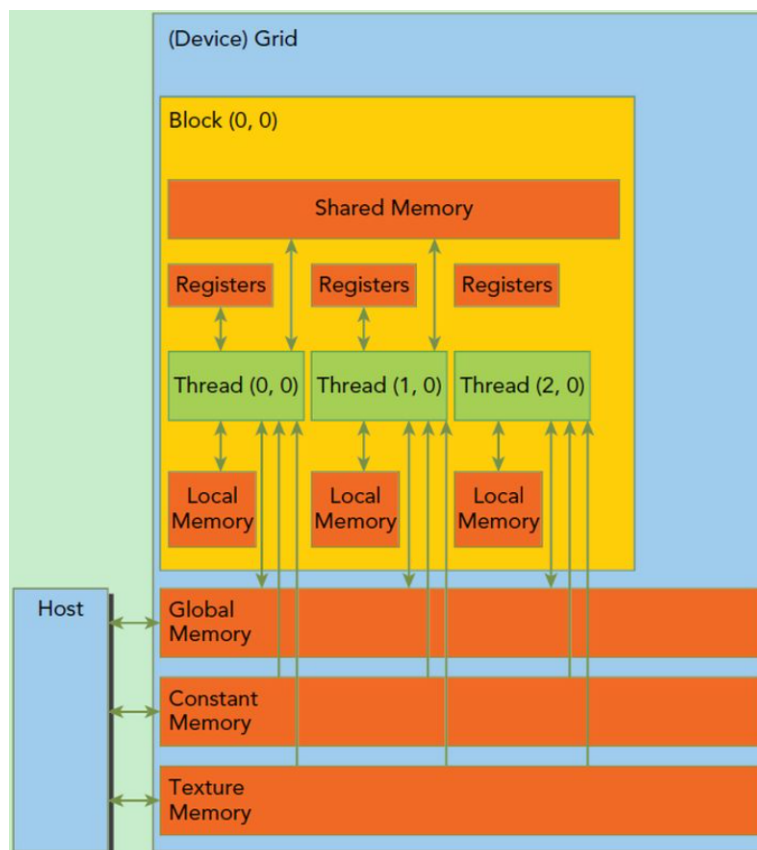 (Device) Grid
Block (0, 0)
Shared Memory
Registers
Registers
Registers
Thread (0, 0)
Thread (1, 0)
Thread (2, 0)
Local
Memory
Local
Memory
Local
Memory
Host
Global
Memory
Constant
Memory
Texture
Memory